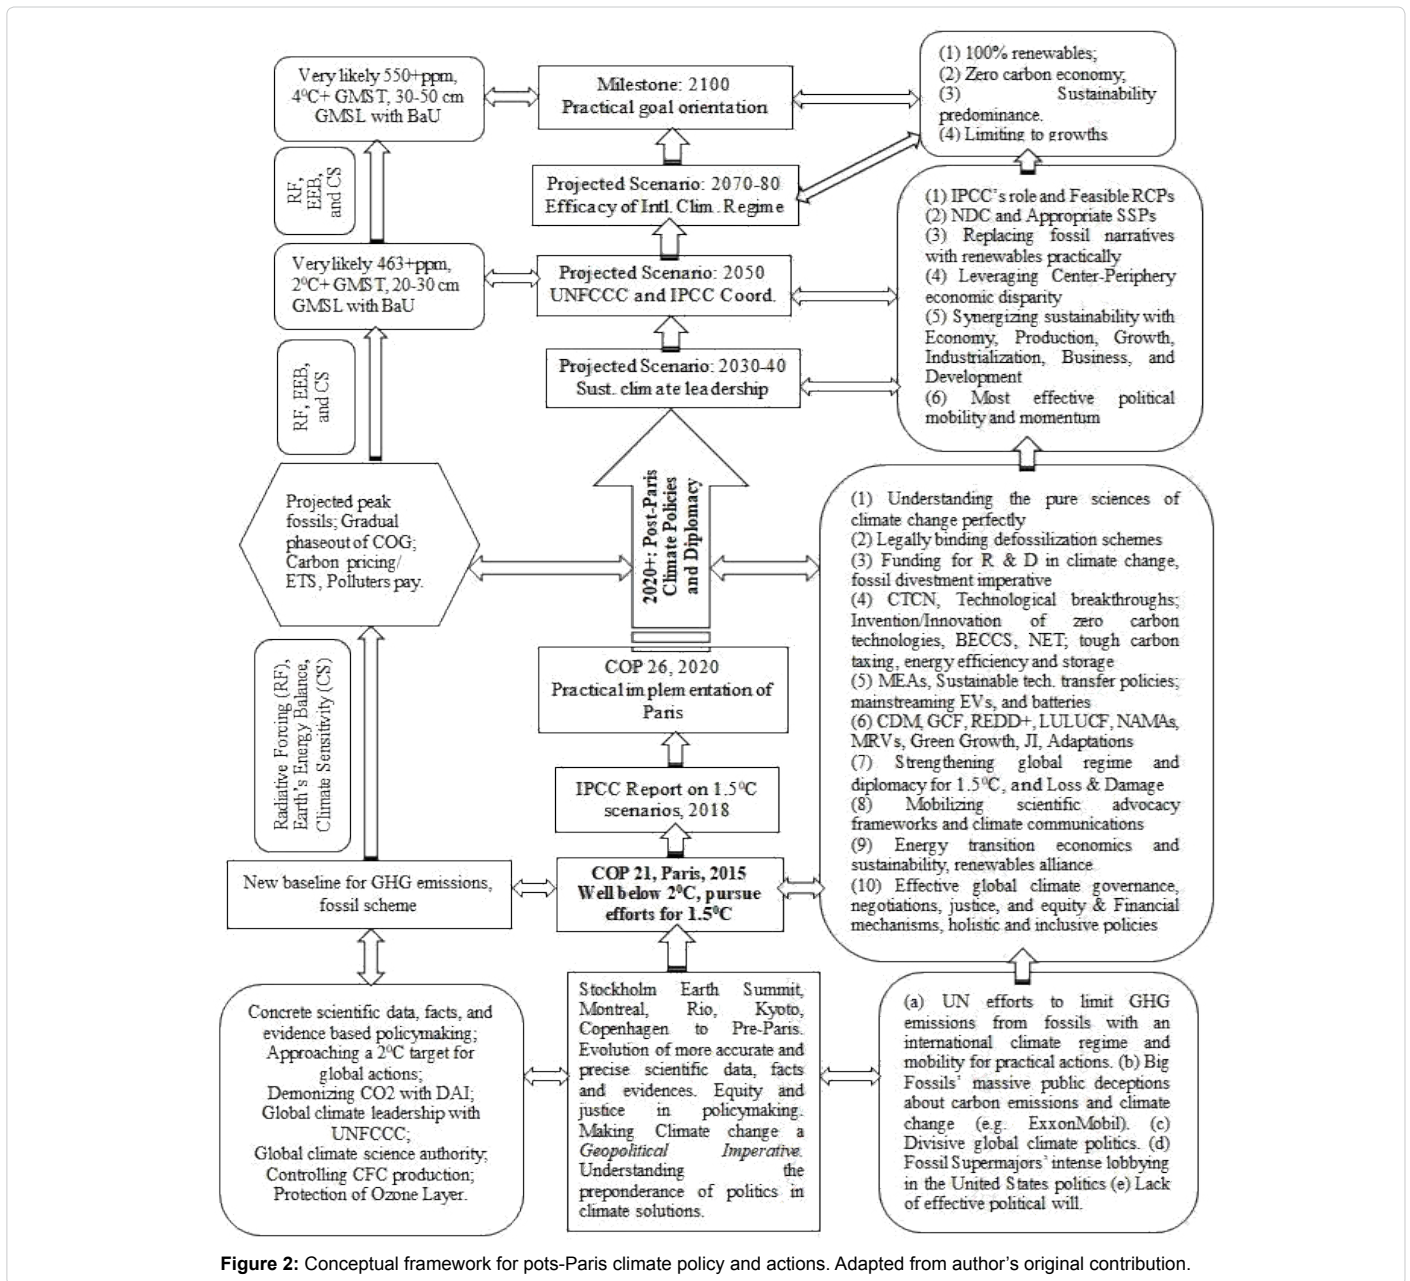 Very likely 550+ppm,
4⁰C+ GMST, 30-50 cm
GMSL with BaU
Milestone: 2100
Practical goal orientation
(1) 100% renewables;
(2) Zero carbon economy;
(3) Sustainability
predominance.
(4) Limiting to growths
RF,
EEB,
and CS
Projected Scenario: 2070-80
Efficacy of Intl. Clim. Regime
(1) IPCC's role and Feasible RCPs
(2) NDC and Appropriate SSPs
(3) Replacing fossil narratives
with renewables practically
(4) Leveraging Center-Periphery
economic disparity
(5) Synergizing sustainability with
Economy, Production, Growth,
Industrialization, Business, and
Development
(6) Most effective political
mobility and momentum
Very likely 463+ppm,
2⁰C+ GMST, 20-30 cm
GMSL with BaU
Projected Scenario: 2050
UNFCCC and IPCC Coord.
RF, EEB,
and CS
Projected Scenario: 2030-40
Sust. climate leadership
Projected peak
fossils; Gradual
phaseout of COG;
Carbon pricing/
ETS, Polluters pay.
2020+: Post-Paris
Climate Policies
and Diplomacy
(1) Understanding the pure sciences of
climate change perfectly
(2) Legally binding defossilization schemes
(3) Funding for R & D in climate change,
fossil divestment imperative
(4) CTCN, Technological breakthroughs;
Invention/Innovation of zero carbon
technologies, BECCS, NET; tough carbon
taxing, energy efficiency and storage
(5) MEAs, Sustainable tech. transfer policies;
mainstreaming EVs, and batteries
(6) CDM, GCF, REDD+, LULUCF, NAMAs,
MRVs, Green Growth, JI, Adaptations
(7) Strengthening global regime and
diplomacy for 1.5⁰C, and Loss & Damage
(8) Mobilizing scientific advocacy
frameworks and climate communications
(9) Energy transition economics and
sustainability, renewables alliance
(10) Effective global climate governance,
negotiations, justice, and equity & Financial
mechanisms, holistic and inclusive policies
Radiative Forcing (RF),
Earth's Energy Balance,
Climate Sensitivity (CS)
COP 26, 2020
Practical implementation of
Paris
IPCC Report on 1.5⁰C
scenarios, 2018
New baseline for GHG emissions,
fossil scheme
COP 21, Paris, 2015
Well below 2⁰C, pursue
efforts for 1.5⁰C
Concrete scientific data, facts, and
evidence based policymaking;
Approaching a 2⁰C target for
global actions;
Demonizing CO2 with DAI;
Global climate leadership with
UNFCCC;
Global climate science authority;
Controlling CFC production;
Protection of Ozone Layer.
Stockholm Earth Summit,
Montreal, Rio, Kyoto,
Copenhagen to Pre-Paris.
Evolution of more accurate and
precise scientific data, facts
and evidences. Equity and
justice in policymaking.
Making Climate change a
Geopolitical Imperative.
Understanding the
preponderance of politics in
climate solutions.
(a) UN efforts to limit GHG
emissions from fossils with an
international climate regime and
mobility for practical actions. (b) Big
Fossils' massive public deceptions
about carbon emissions and climate
change (e.g. ExxonMobil). (c)
Divisive global climate politics. (d)
Fossil Supermajors' intense lobbying
in the United States politics (e) Lack
of effective political will.
Figure 2: Conceptual framework for pots-Paris climate policy and actions. Adapted from author's original contribution.